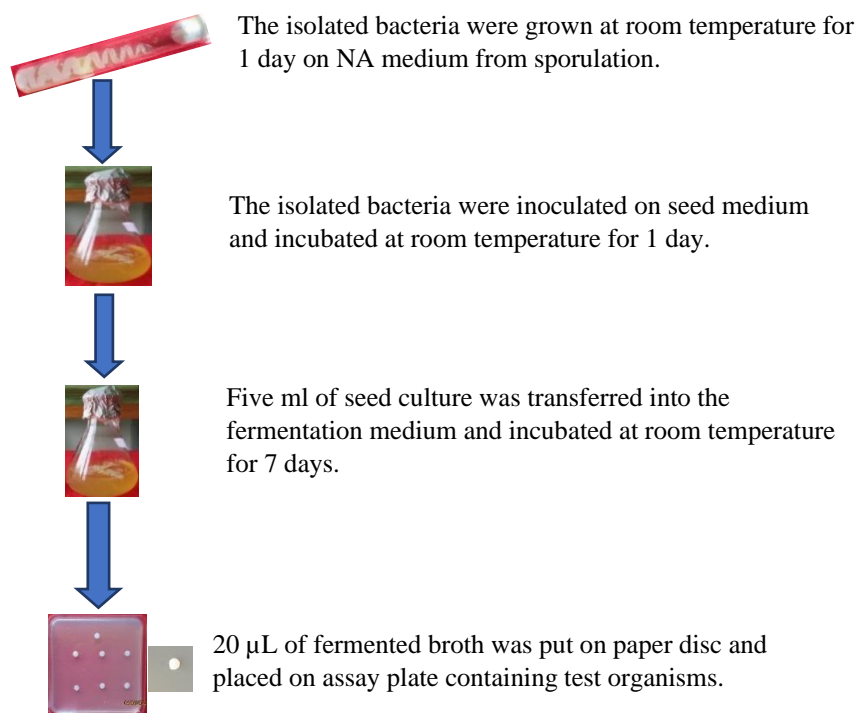 The isolated bacteria were grown at room temperature for
1 day on NA medium from sporulation.
The isolated bacteria were inoculated on seed medium
and incubated at room temperature for 1 day.
Five ml of seed culture was transferred into the
fermentation medium and incubated at room temperature
for 7 days.
20 µL of fermented broth was put on paper disc and
placed on assay plate containing test organisms.